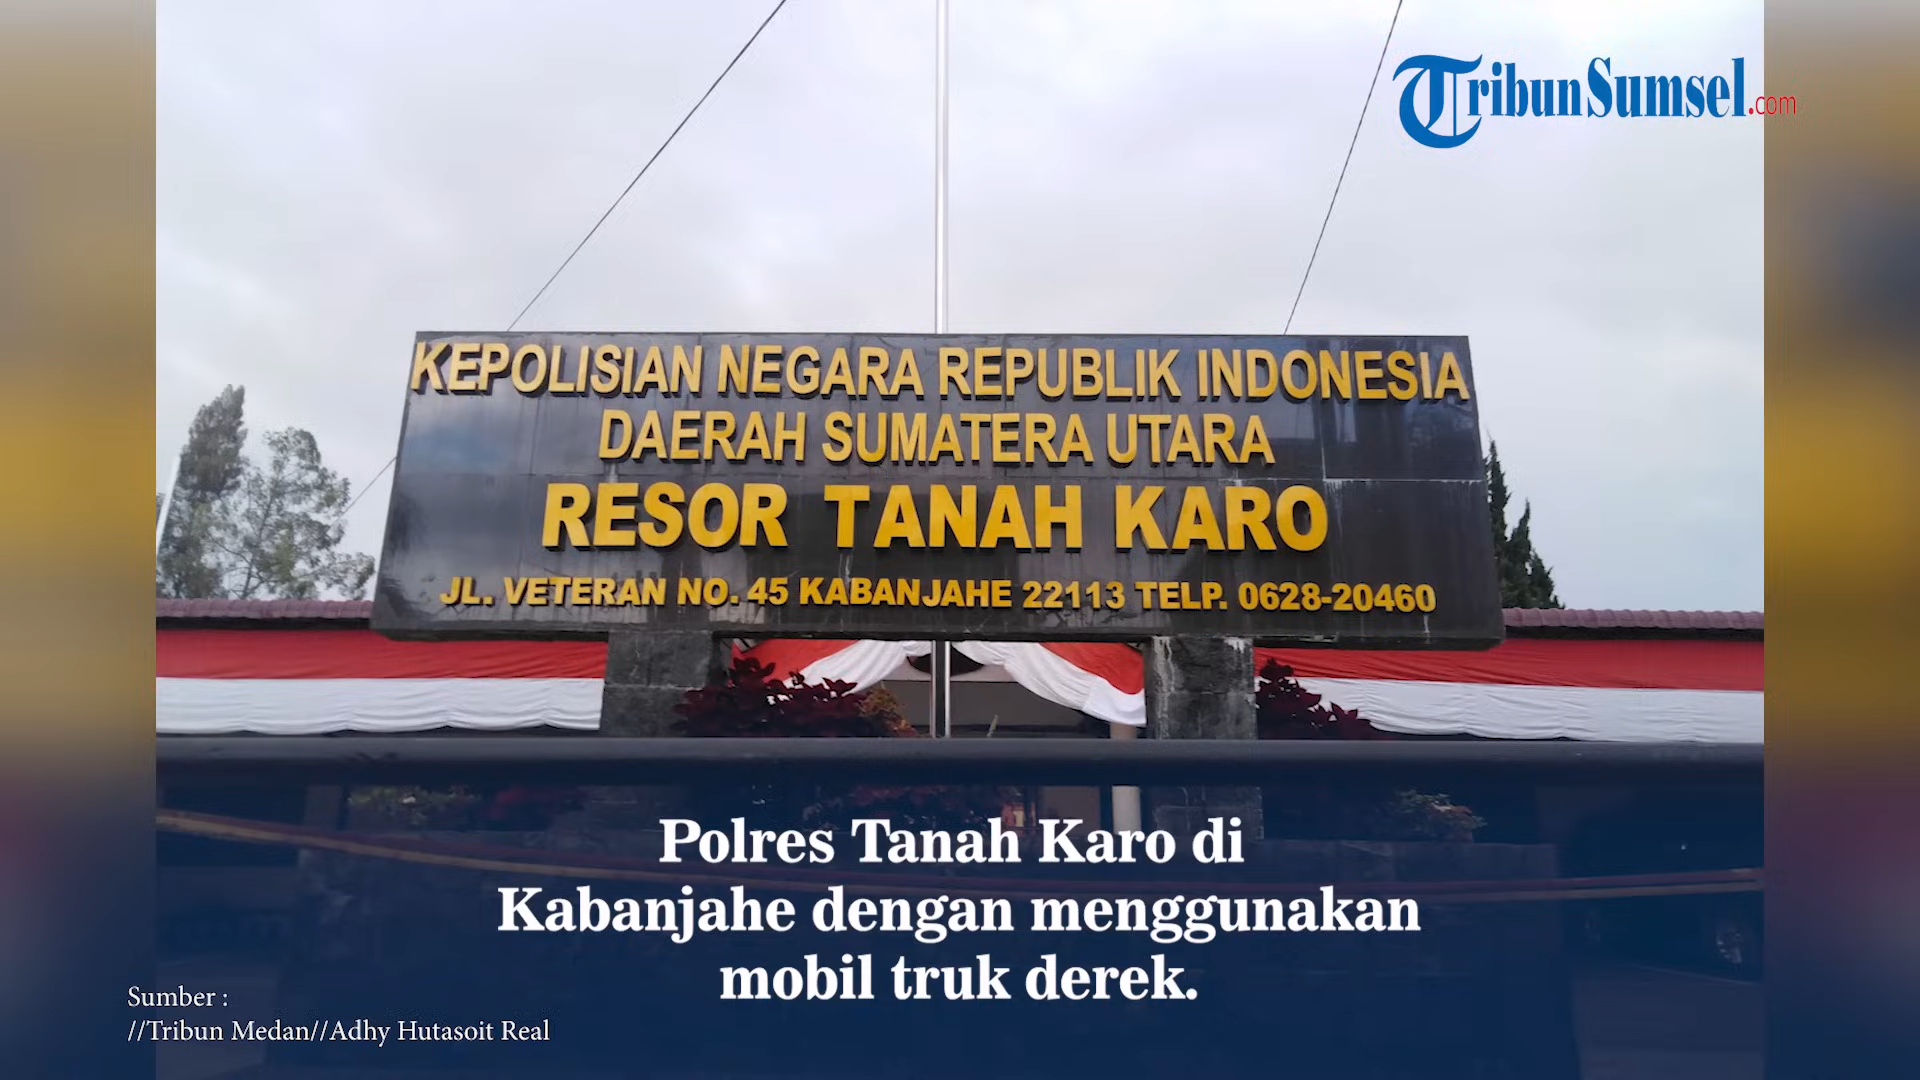 TribunSumsel.com
KEPOLISIAN NEGARA REPUBLIK INDONESIA
DAERAH SUMATERA UTARA
RESOR TANAH KARO
JL. VETERAN NO. 45 KABANJAHE 22113 TELP. 0628-20460
Polres Tanah Karo di
Kabanjahe dengan menggunakan
mobil truk derek.
Sumber :
//Tribun Medan//Adhy Hutasoit Real